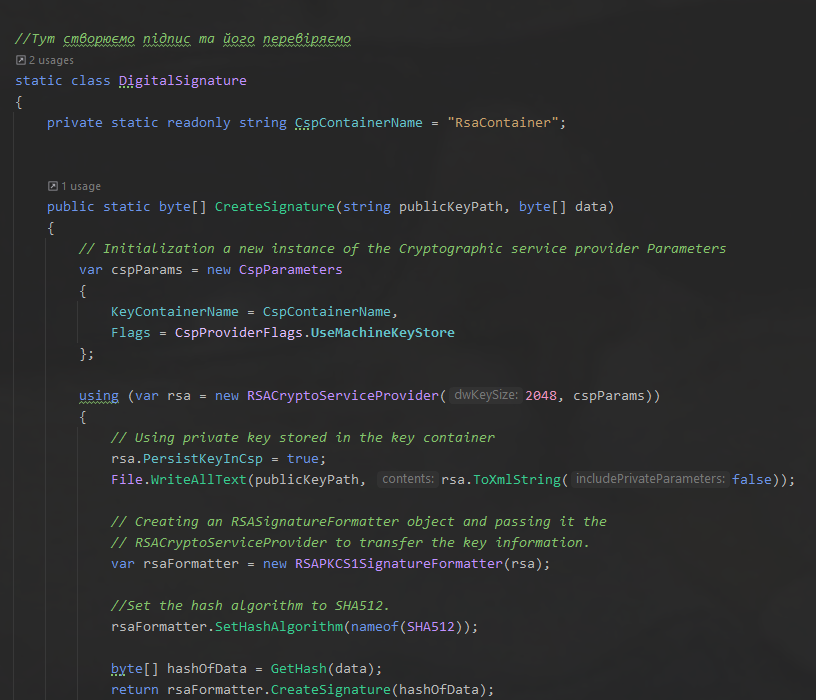 //Тут створюємо підпис та його перевіряємо
2 usages
static class DigitalSignature
{
private static readonly string CspContainerName = "RsaContainer";
1 usage
public static byte[] CreateSignature(string publicKeyPath, byte[] data)
{
// Initialization a new instance of the Cryptographic service provider Parameters
var cspParams = new CspParameters
{
KeyContainerName = CspContainerName,
Flags = CspProviderFlags.UseMachineKeyStore
};
using (var rsa = new RSACryptoServiceProvider( dwKeySize: 2048, cspParams))
{
// Using private key stored in the key container
rsa.PersistKeyInCsp = true;
File.WriteAllText(publicKeyPath, contents: rsa.ToXmlString( includePrivateParameters: false));
// Creating an RSASignatureFormatter object and passing it the
// RSACryptoServiceProvider to transfer the key information.
var rsaFormatter = new RSAPKCS1SignatureFormatter(rsa);
//Set the hash algorithm to SHA512.
rsaFormatter.SetHashAlgorithm(nameof(SHA512));
byte[] hashOfData = GetHash(data);
return rsaFormatter.CreateSignature(hashOfData);